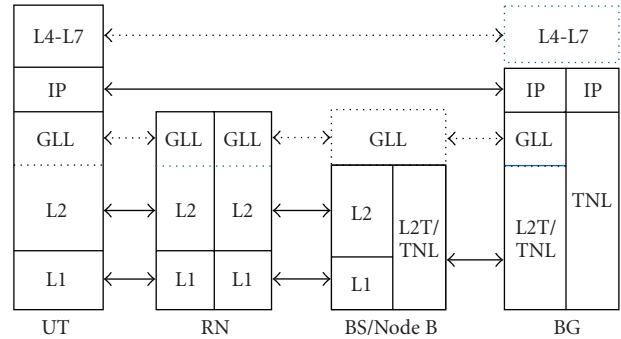 L4-L7
L4-L7
IP
IP
IP
GLL
GLL
GLL
GLL
GLL
L2
L2
L2
L2
L2T/
TNL
L2T/
TNL
TNL
L1
L1
L1
L1
UT
RN
BS/Node B
BG